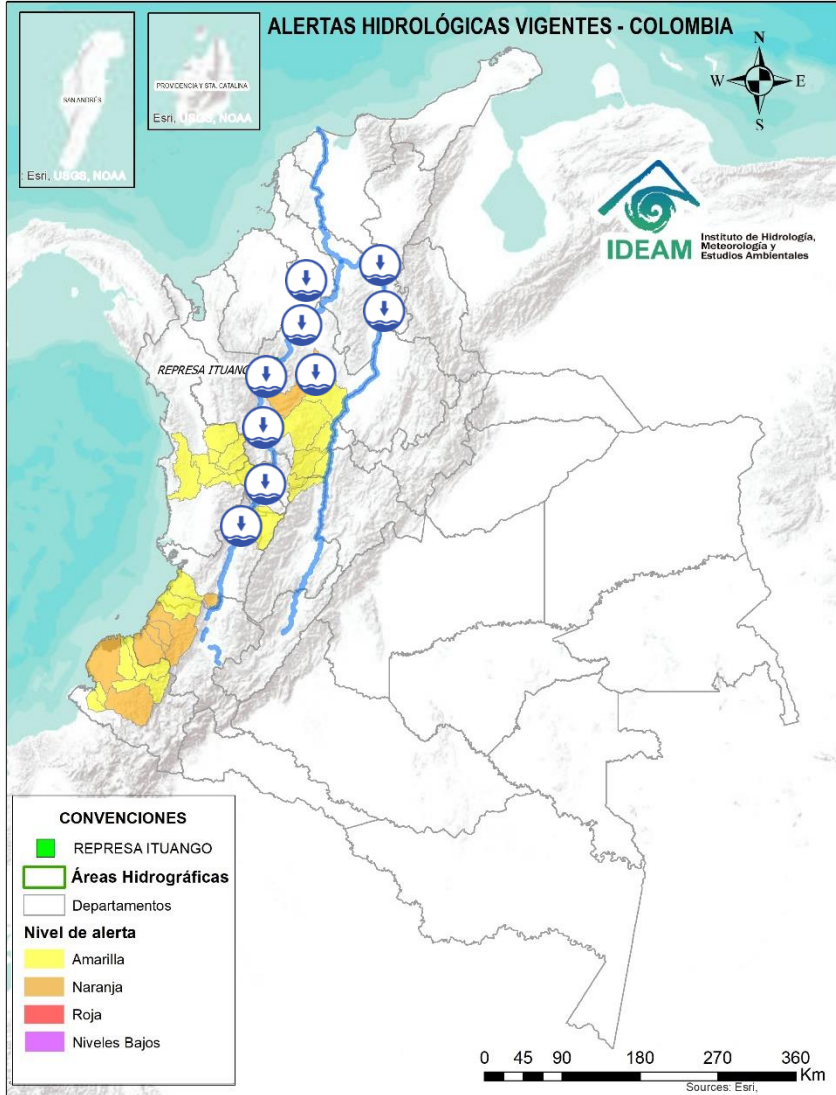 ALERTAS HIDROLÓGICAS VIGENTES - COLOMBIA
SAN ANDRÉS
Esri, USGS, NOAA
PROVIDENCIA Y STA. CATALINA
Esri, USGS, NOAA
N
W
E
S
IDEAM
Instituto de Hidrología,
Meteorología y
Estudios Ambientales
REPRESA ITUANGO
CONVENCIONES
REPRESA ITUANGO
Áreas Hidrográficas
Departamentos
Nivel de alerta
Amarilla
Naranja
Roja
Niveles Bajos
0 45 90 180 270 360
Km
Sources: Esri,